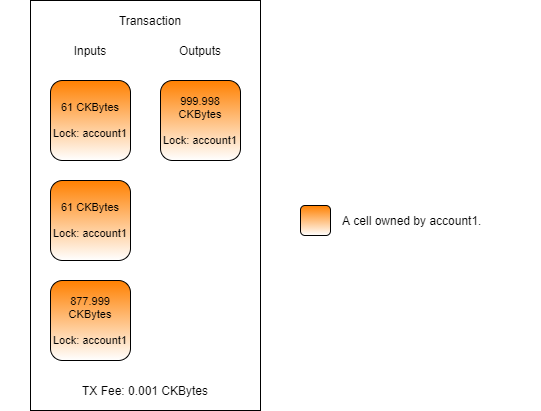 Transaction
Inputs
Outputs
61 CKBytes
Lock: account1
999.998
CKBytes
Lock: account1
61 CKBytes
Lock: account1
877.999
CKBytes
Lock: account1
TX Fee: 0.001 CKBytes
A cell owned by account1.